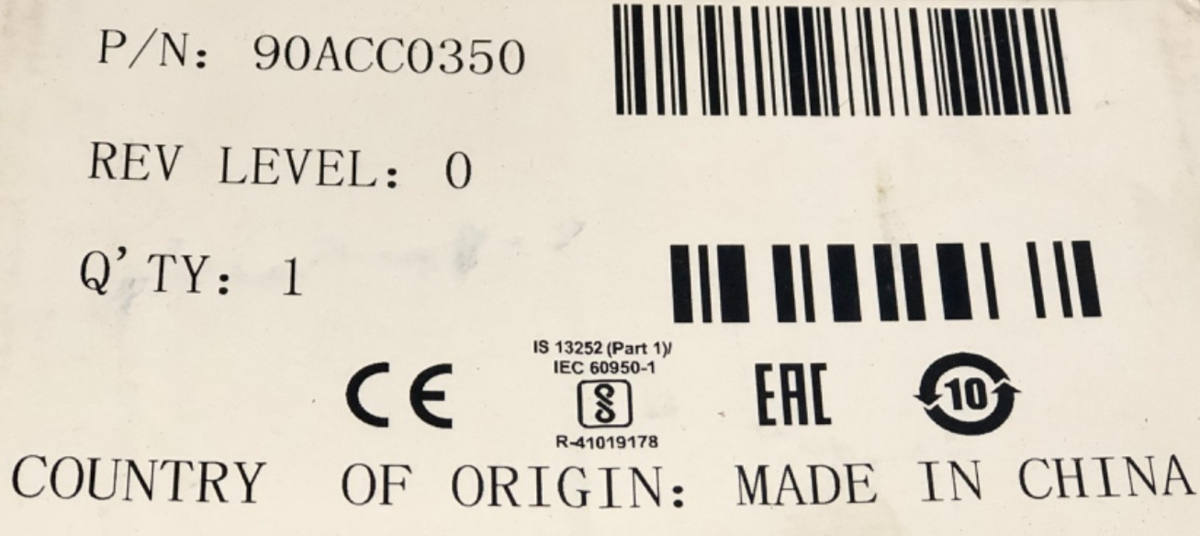 P/N: 90ACC0350
REV LEVEL: 0
Q'TY: 1
IS 13252 (Part 1)/
IEC 60950-1
R-41019178
CE
EAC
10
COUNTRY OF ORIGIN: MADE IN CHINA